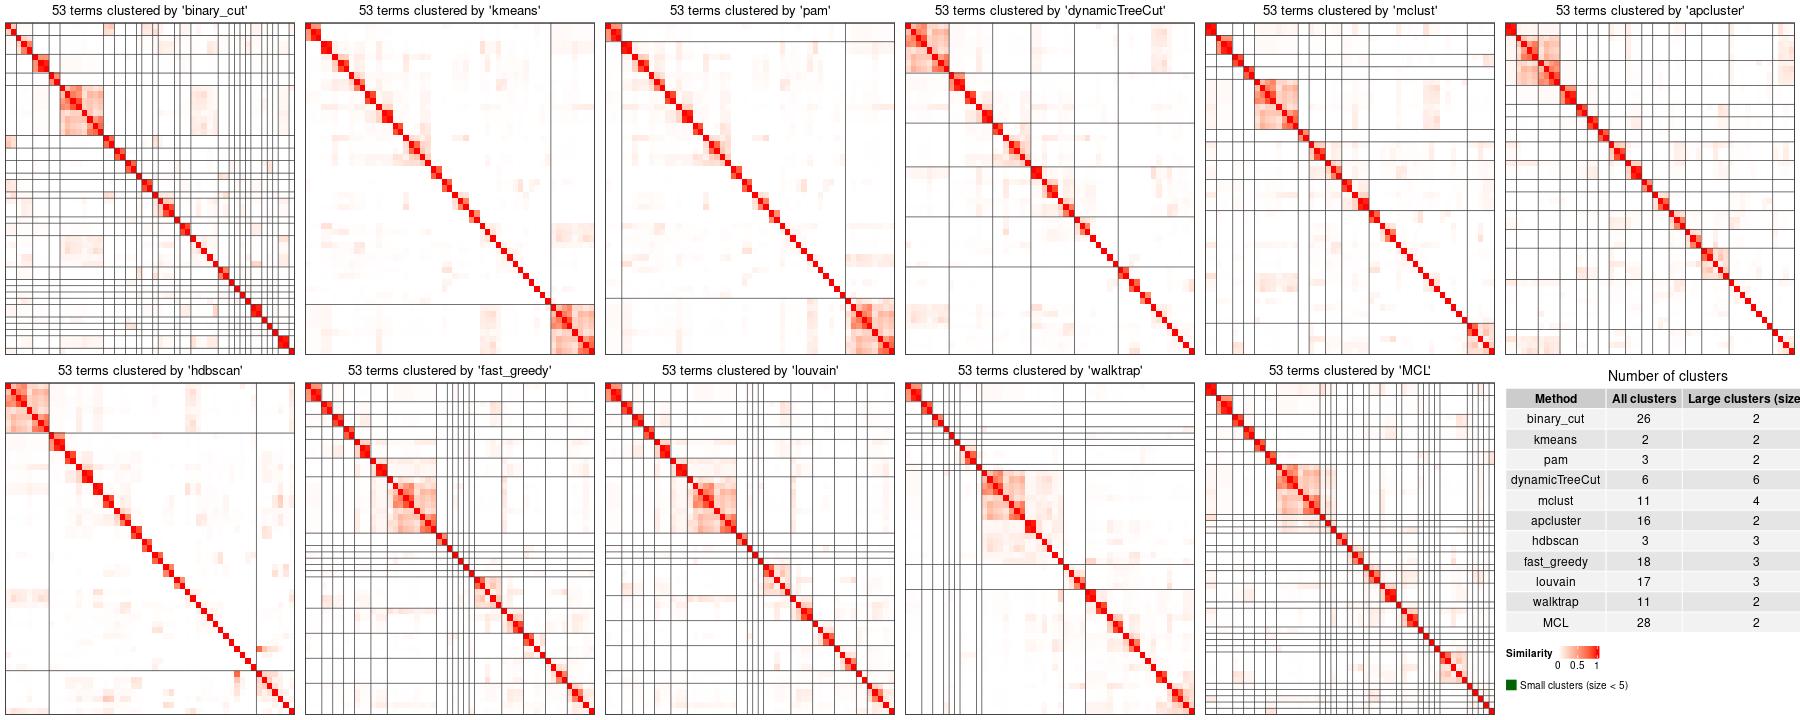 53 terms clustered by 'binary_cut'
53 terms clustered by 'kmeans'
53 terms clustered by 'pam'
53 terms clustered by 'dynamicTreeCut'
53 terms clustered by 'mclust'
53 terms clustered by 'apcluster'
53 terms clustered by 'hdbscan'
53 terms clustered by 'fast_greedy'
53 terms clustered by 'louvain'
53 terms clustered by 'walktrap'
53 terms clustered by 'MCL'
Number of clusters
Method All clusters Large clusters (size
binary_cut 26 2
kmeans 2 2
pam 3 2
dynamicTreeCut 6 6
mclust 11 4
apcluster 16 2
hdbscan 3 3
fast_greedy 18 3
louvain 17 3
walktrap 11 2
MCL 28 2
Similarity
0 0.5 1
Small clusters (size < 5)